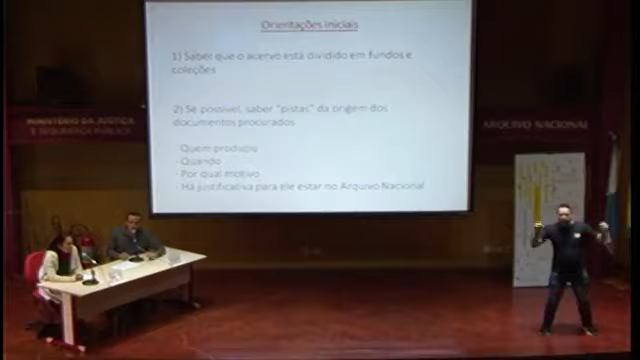 Orientações Iniciais
1) Saber que o acervo está dividido em fundos e
coleções
2) Se possível, saber "pistas" da origem dos
documentos procurados
Quem produziu
- Quando
- Por qual motivo
- Há justificativa para ele estar no Arquivo Nacional
MINISTÉRIO DA JUSTIÇA
E SEGURANÇA PÚBLICA
ARQUIVO NACIONAL